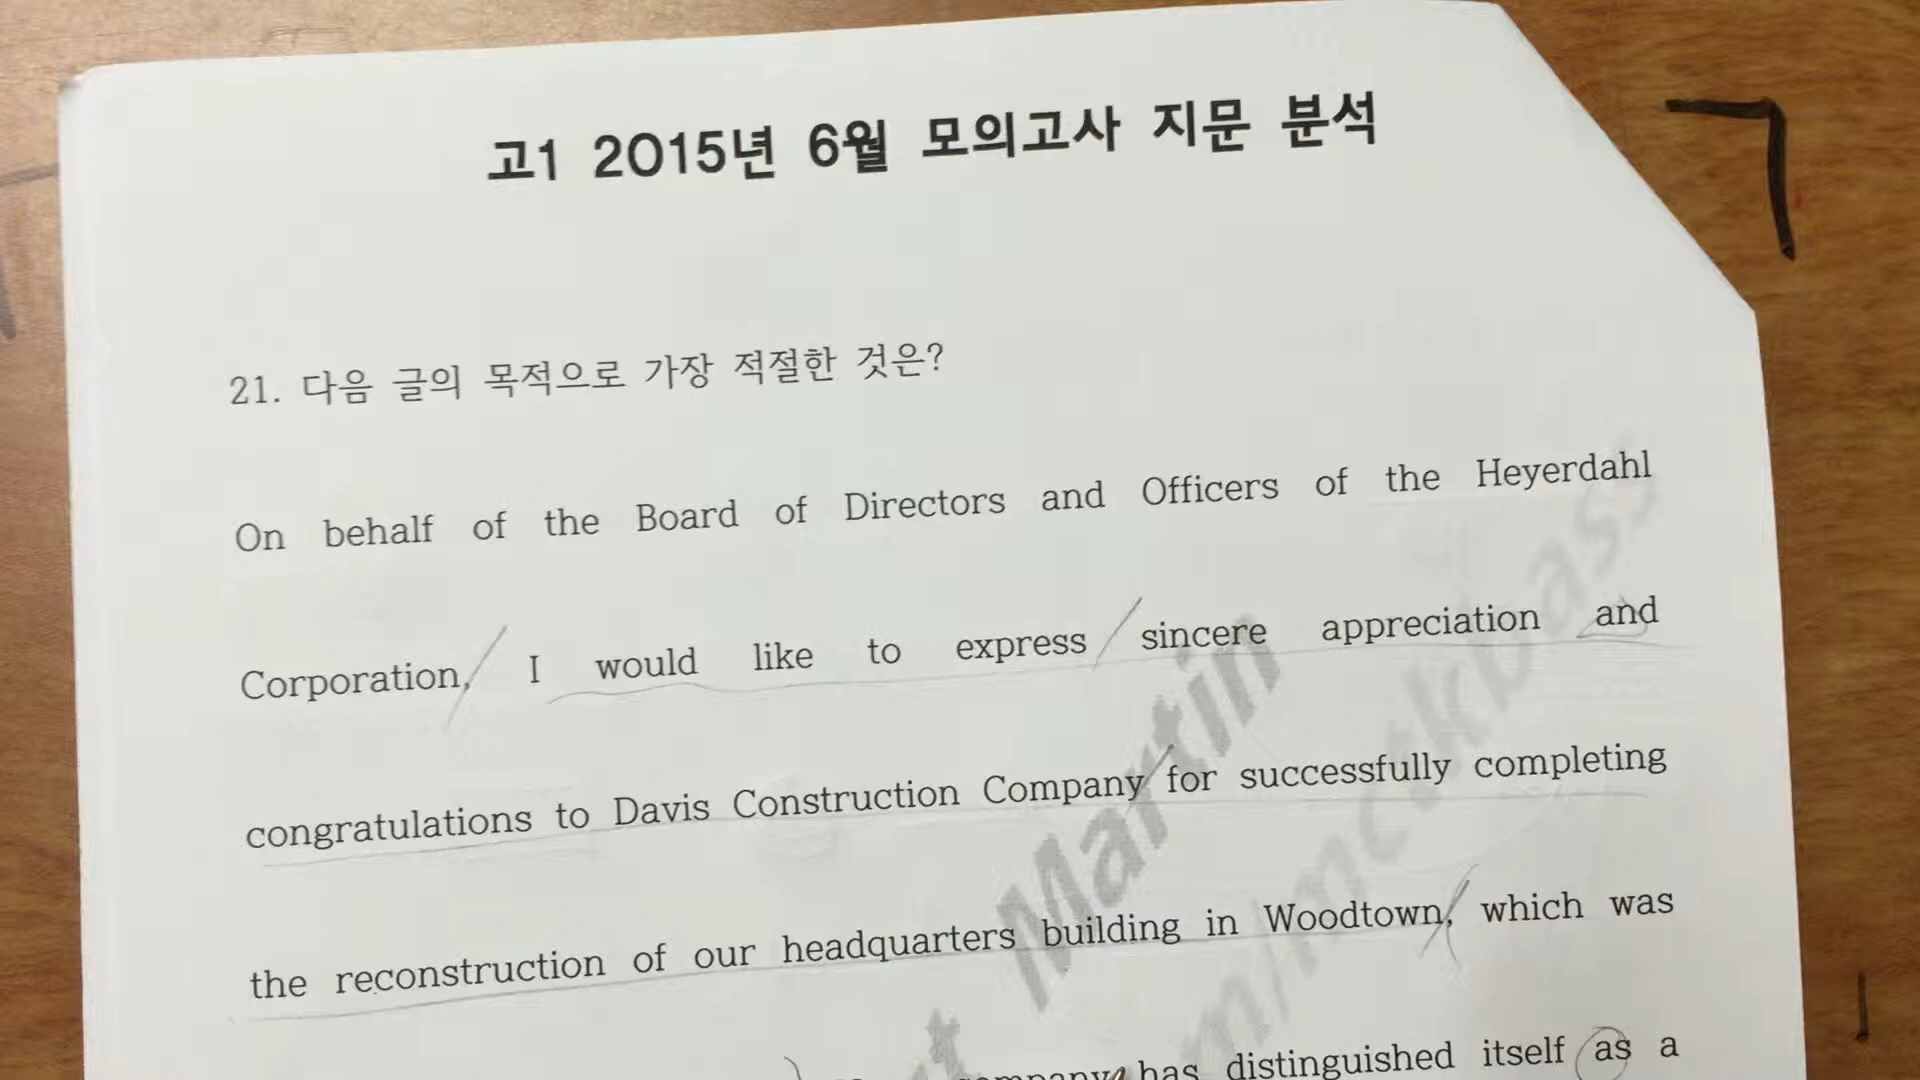 고1 2015년 6월 모의고사 지문 분석
21. 다음 글의 목적으로 가장 적절한 것은?
On behalf of the Board of Directors and Officers of the Heyerdahl
Corporation, I would like to express sincere appreciation and
congratulations to Davis Construction Company for successfully completing
the reconstruction of our headquarters building in Woodtown, which was
company has distinguished itself as a
Martin
m/mctkbass